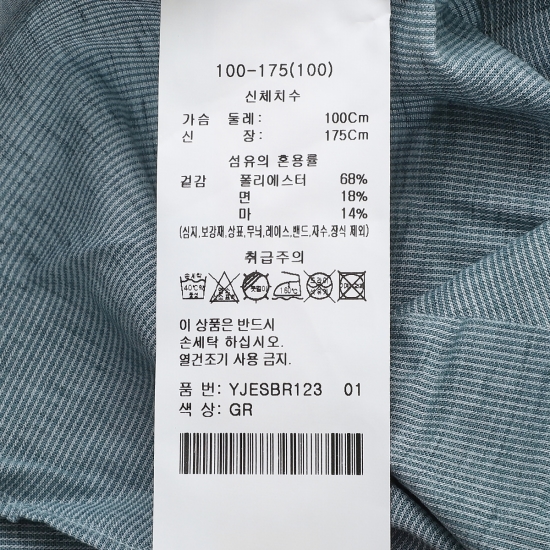 100-175(100)
신체치수
가슴 둘레: 100Cm
신 장: 175Cm
섬유의 혼용률
겉감 폴리에스터 68%
면 18%
마 14%
(심지,보강재,상표,무늬,레이스,밴드,자수,장식 제외)
취급주의
40℃
160℃
이 상품은 반드시
손세탁 하십시오.
열건조기 사용 금지.
품 번: YJESBR123 01
색 상: GR